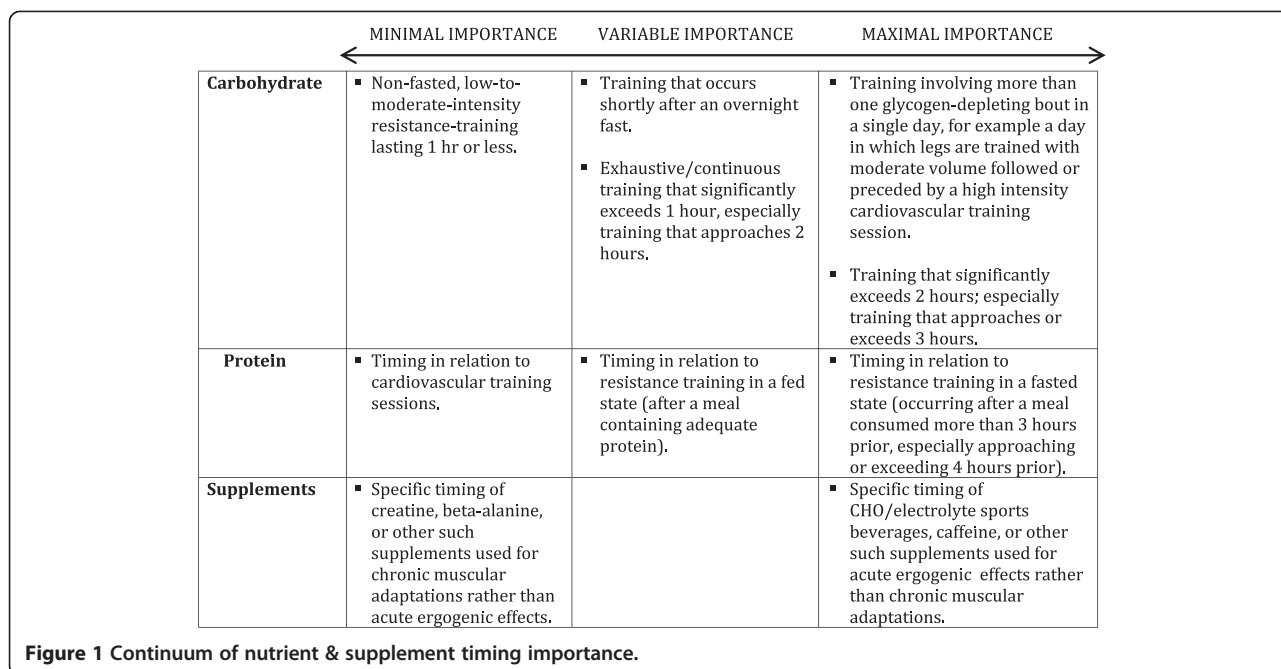 MINIMAL IMPORTANCE VARIABLE IMPORTANCE MAXIMAL IMPORTANCE
Carbohydrate
▪ Non-fasted, low-to-
moderate-intensity
resistance-training
lasting 1 hr or less.
▪ Training that occurs
shortly after an overnight
fast.
▪ Exhaustive/continuous
training that significantly
exceeds 1 hour, especially
training that approaches 2
hours.
▪ Training involving more than
one glycogen-depleting bout in
a single day, for example a day
in which legs are trained with
moderate volume followed or
preceded by a high intensity
cardiovascular training
session.
▪ Training that significantly
exceeds 2 hours; especially
training that approaches or
exceeds 3 hours.
Protein
▪ Timing in relation to
cardiovascular training
sessions.
▪ Timing in relation to
resistance training in a fed
state (after a meal
containing adequate
protein).
▪ Timing in relation to
resistance training in a fasted
state (occurring after a meal
consumed more than 3 hours
prior, especially approaching
or exceeding 4 hours prior).
Supplements
▪ Specific timing of
creatine, beta-alanine,
or other such
supplements used for
chronic muscular
adaptations rather than
acute ergogenic effects.
▪ Specific timing of
CHO/electrolyte sports
beverages, caffeine, or other
such supplements used for
acute ergogenic effects rather
than chronic muscular
adaptations.
Figure 1 Continuum of nutrient & supplement timing importance.